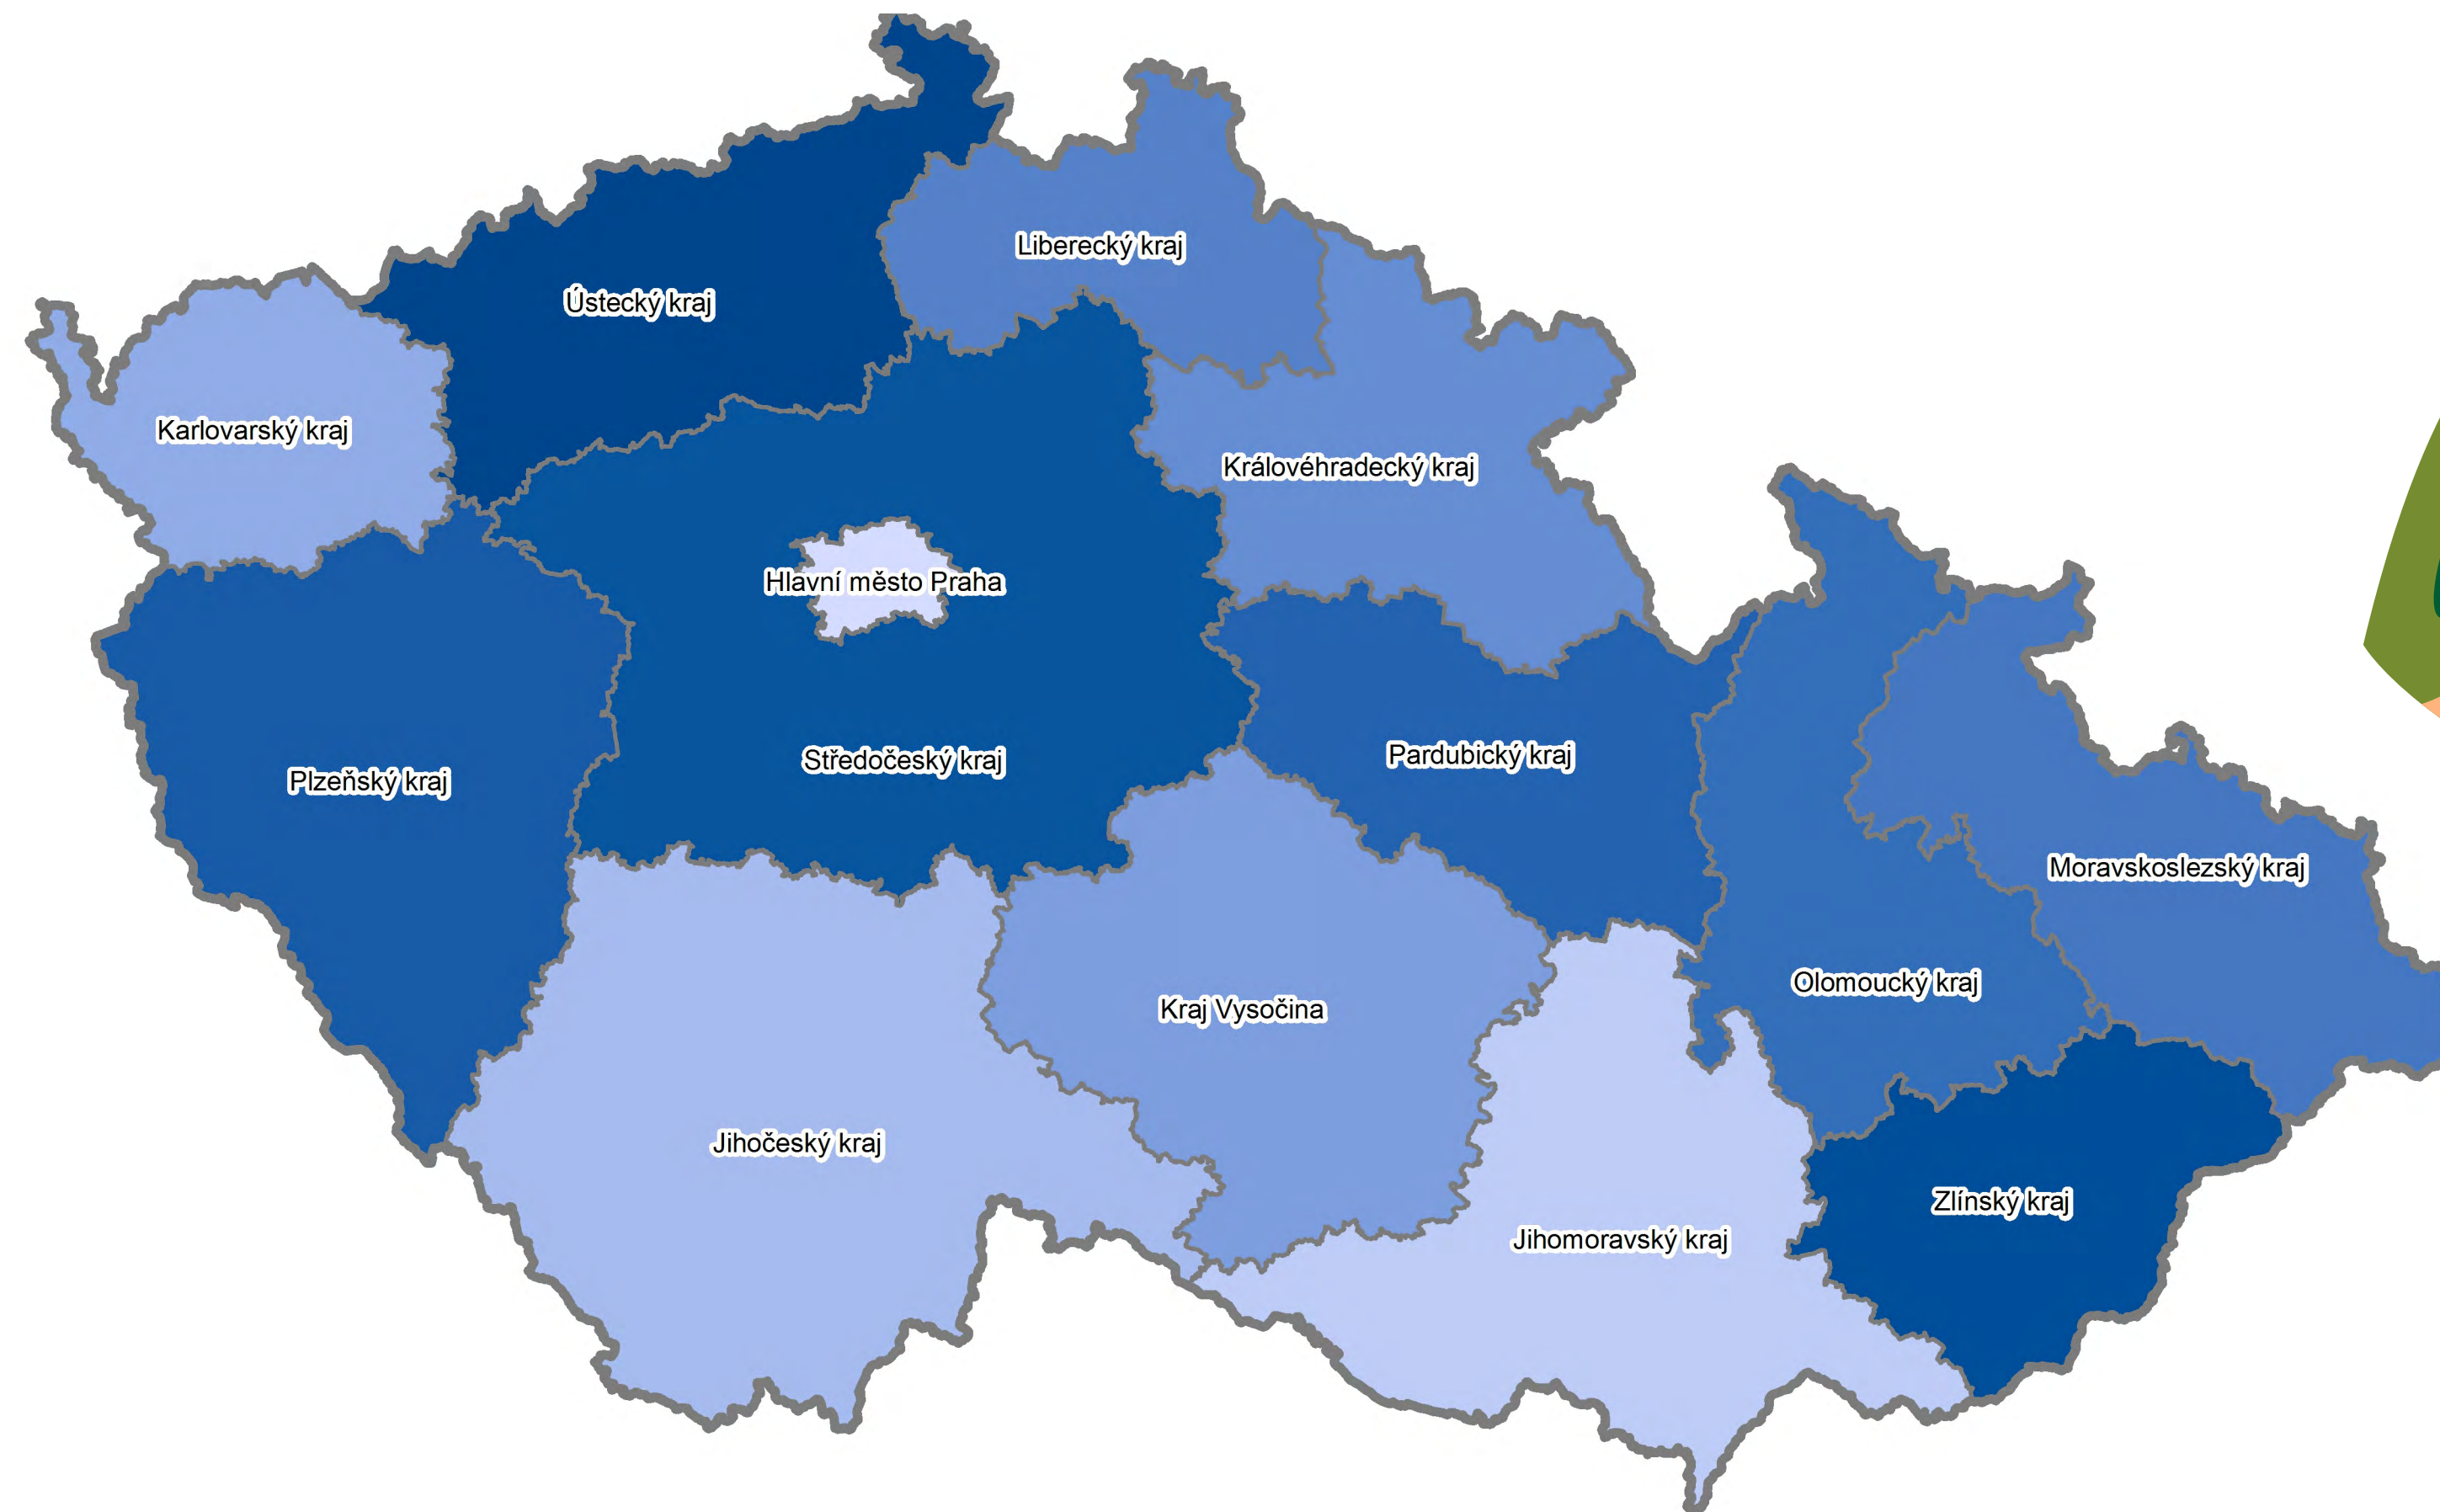 Liberecký kraj
Ústecký kraj
Karlovarský kraj
Královéhradecký kraj
Hlavní město Praha
Pardubický kraj
Středočeský kraj
Plzeňský kraj
Moravskoslezský kraj
Olomoucký kraj
Kraj Vysočina
Jihočeský kraj
Zlínský kraj
Jihomoravský kraj